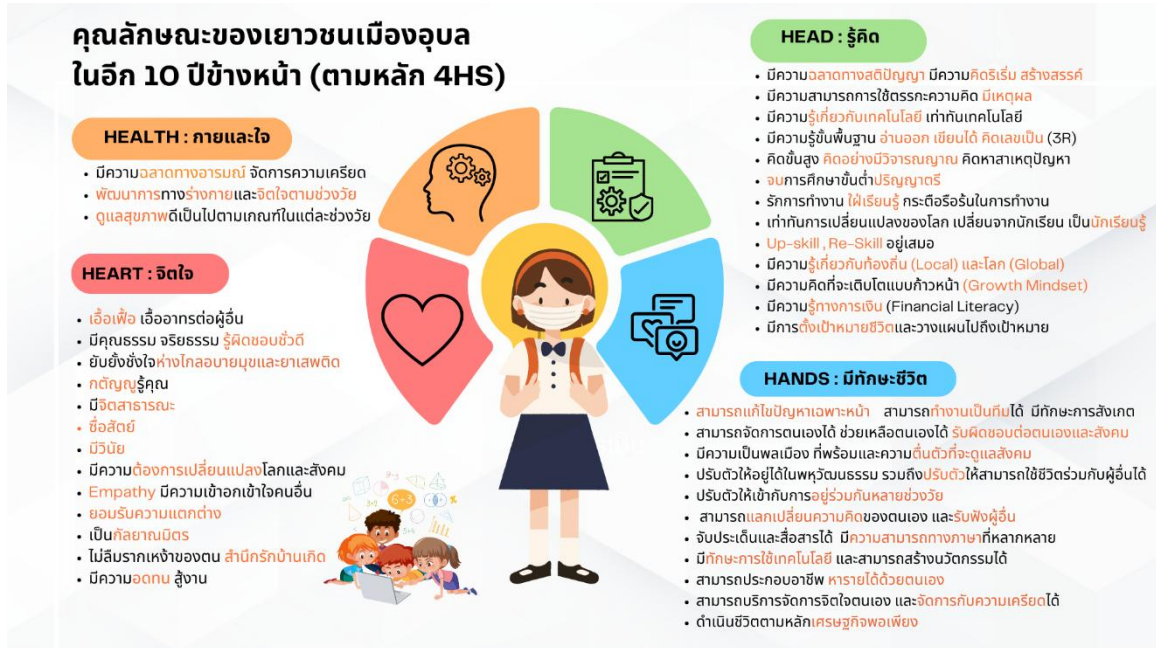 คุณลักษณะของเยาวชนเมืองอุบล
ในอีก 10 ปีข้างหน้า (ตามหลัก 4HS)
HEALTH : กายและใจ
• มีความฉลาดทางอารมณ์ จัดการความเครียด
• พัฒนาการทางร่างกายและจิตใจตามช่วงวัย
• ดูแลสุขภาพดีเป็นไปตามเกณฑ์ในแต่ละช่วงวัย
HEART : จิตใจ
• เอื้อเฟื้อ เอื้ออาทรต่อผู้อื่น
• มีคุณธรรม จริยธรรม รู้ผิดชอบชั่วดี
• ยับยั้งชั่งใจห่างไกลอบายมุขและยาเสพติด
• กตัญญูรู้คุณ
• มีจิตสาธารณะ
• ซื่อสัตย์
• มีวินัย
• มีความต้องการเปลี่ยนแปลงโลกและสังคม
• Empathy มีความเข้าอกเข้าใจคนอื่น
• ยอมรับความแตกต่าง
• เป็นกัลยาณมิตร
• ไม่ลืมรากเหง้าของตน สำนึกรักบ้านเกิด
• มีความอดทน สู้งาน
HEAD : รู้คิด
• มีความฉลาดทางสติปัญญา มีความคิดริเริ่ม สร้างสรรค์
• มีความสามารถการใช้ตรรกะความคิด มีเหตุผล
• มีความรู้เกี่ยวกับเทคโนโลยี เท่าทันเทคโนโลยี
• มีความรู้ขั้นพื้นฐาน อ่านออก เขียนได้ คิดเลขเป็น (3R)
• คิดขั้นสูง คิดอย่างมีวิจารณญาณ คิดหาสาเหตุปัญหา
• จบการศึกษาขั้นต่ำปริญญาตรี
• รักการทำงาน ใฝ่เรียนรู้ กระตือรือร้นในการทำงาน
• เท่าทันการเปลี่ยนแปลงของโลก เปลี่ยนจากนักเรียน เป็นนักเรียนรู้
• Up-skill , Re-Skill อยู่เสมอ
• มีความรู้เกี่ยวกับท้องถิ่น (Local) และโลก (Global)
• มีความคิดที่จะเติบโตแบบก้าวหน้า (Growth Mindset)
• มีความรู้ทางการเงิน (Financial Literacy)
• มีการตั้งเป้าหมายชีวิตและวางแผนไปถึงเป้าหมาย
HANDS : มีทักษะชีวิต
• สามารถแก้ไขปัญหาเฉพาะหน้า สามารถทำงานเป็นทีมได้ มีทักษะการสังเกต
• สามารถจัดการตนเองได้ ช่วยเหลือตนเองได้ รับผิดชอบต่อตนเองและสังคม
• มีความเป็นพลเมือง ที่พร้อมและความตื่นตัวที่จะดูแลสังคม
• ปรับตัวให้อยู่ได้ในพหุวัฒนธรรม รวมถึงปรับตัวให้สามารถใช้ชีวิตร่วมกับผู้อื่นได้
• ปรับตัวให้เข้ากับการอยู่ร่วมกันหลายช่วงวัย
• สามารถแลกเปลี่ยนความคิดของตนเอง และรับฟังผู้อื่น
• จับประเด็นและสื่อสารได้ มีความสามารถทางภาษาที่หลากหลาย
• มีทักษะการใช้เทคโนโลยี และสามารถสร้างนวัตกรรมได้
• สามารถประกอบอาชีพ หารายได้ด้วยตนเอง
• สามารถบริการจัดการจิตใจตนเอง และจัดการกับความเครียดได้
• ดำเนินชีวิตตามหลักเศรษฐกิจพอเพียง